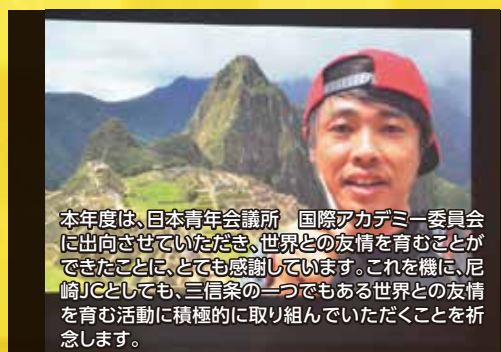 本年度は、日本青年会議所　国際アカデミー委員会
に出向させていただき、世界との友情を育むことが
できたことに、とても感謝しています。これを機に、尼
崎JCとしても、三信条の一つでもある世界との友情
を育む活動に積極的に取り組んでいただくことを祈
念します。